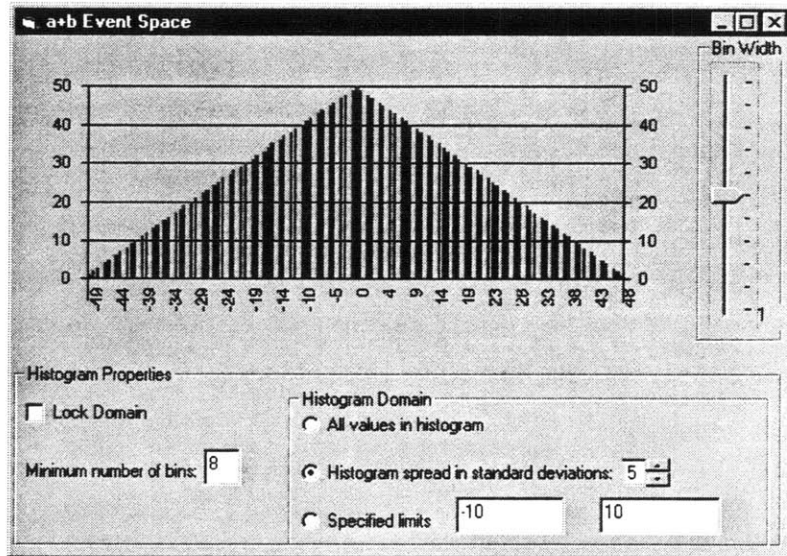 a+b Event Space
Bin Width
50 50
40 40
30 30
20 20
10 10
0 0
-49 -44 -39 -34 -29 -24 -19 -14 -10 -5 0 4 9 14 19 23 28 33 38 43 48
1
Histogram Properties
Lock Domain
Minimum number of bins: 8
Histogram Domain
All values in histogram
Histogram spread in standard deviations: 5
Specified limits -10 10